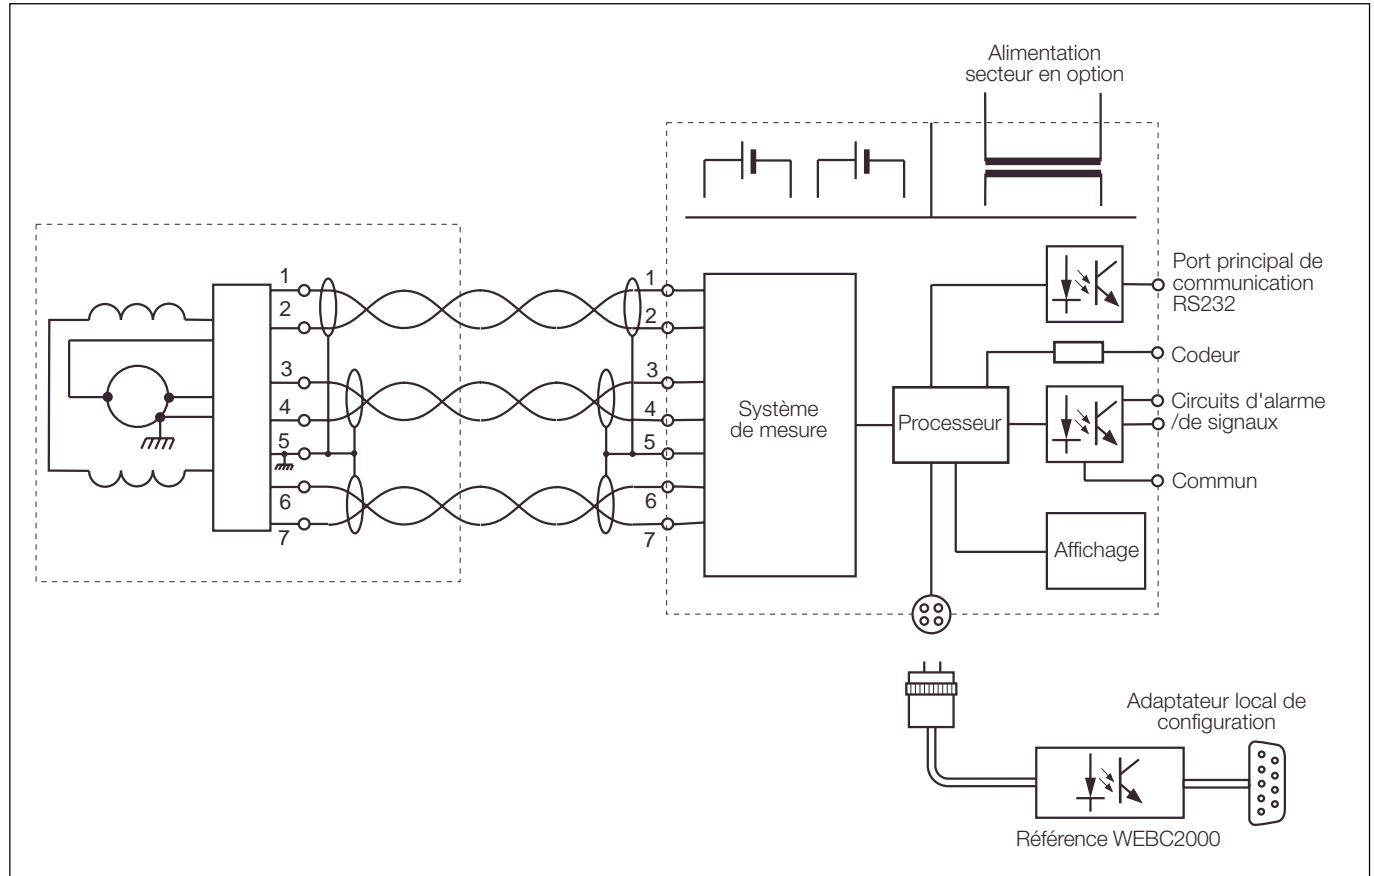 Alimentation
secteur en option
1
2
3
4
5
6
7
1
2
3
4
5
6
7
Système
de mesure
Processeur
Port principal de
communication
RS232
Codeur
Circuits d'alarme
/de signaux
Commun
Affichage
Adaptateur local de
configuration
Référence WEBC2000